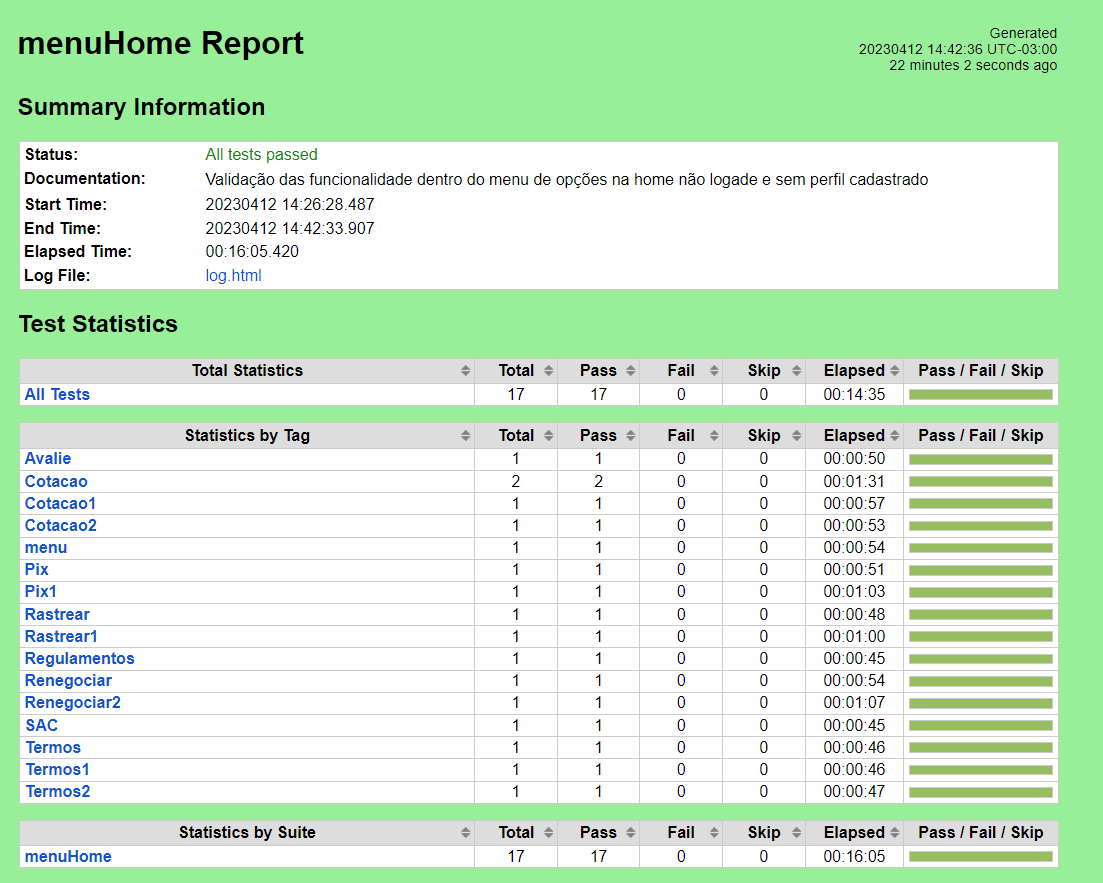 menuHome Report
Generated
20230412 14:42:36 UTC-03:00
22 minutes 2 seconds ago
Summary Information
Status: All tests passed
Documentation: Validação das funcionalidade dentro do menu de opções na home não logade e sem perfil cadastrado
Start Time: 20230412 14:26:28.487
End Time: 20230412 14:42:33.907
Elapsed Time: 00:16:05.420
Log File: log.html
Test Statistics
Total Statistics Total Pass Fail Skip Elapsed Pass / Fail / Skip
All Tests 17 17 0 0 00:14:35
Statistics by Tag Total Pass Fail Skip Elapsed Pass / Fail / Skip
Avalie 1 1 0 0 00:00:50
Cotacao 2 2 0 0 00:01:31
Cotacao1 1 1 0 0 00:00:57
Cotacao2 1 1 0 0 00:00:53
menu 1 1 0 0 00:00:54
Pix 1 1 0 0 00:00:51
Pix1 1 1 0 0 00:01:03
Rastrear 1 1 0 0 00:00:48
Rastrear1 1 1 0 0 00:01:00
Regulamentos 1 1 0 0 00:00:45
Renegociar 1 1 0 0 00:00:54
Renegociar2 1 1 0 0 00:01:07
SAC 1 1 0 0 00:00:45
Termos 1 1 0 0 00:00:46
Termos1 1 1 0 0 00:00:46
Termos2 1 1 0 0 00:00:47
Statistics by Suite Total Pass Fail Skip Elapsed Pass / Fail / Skip
menuHome 17 17 0 0 00:16:05